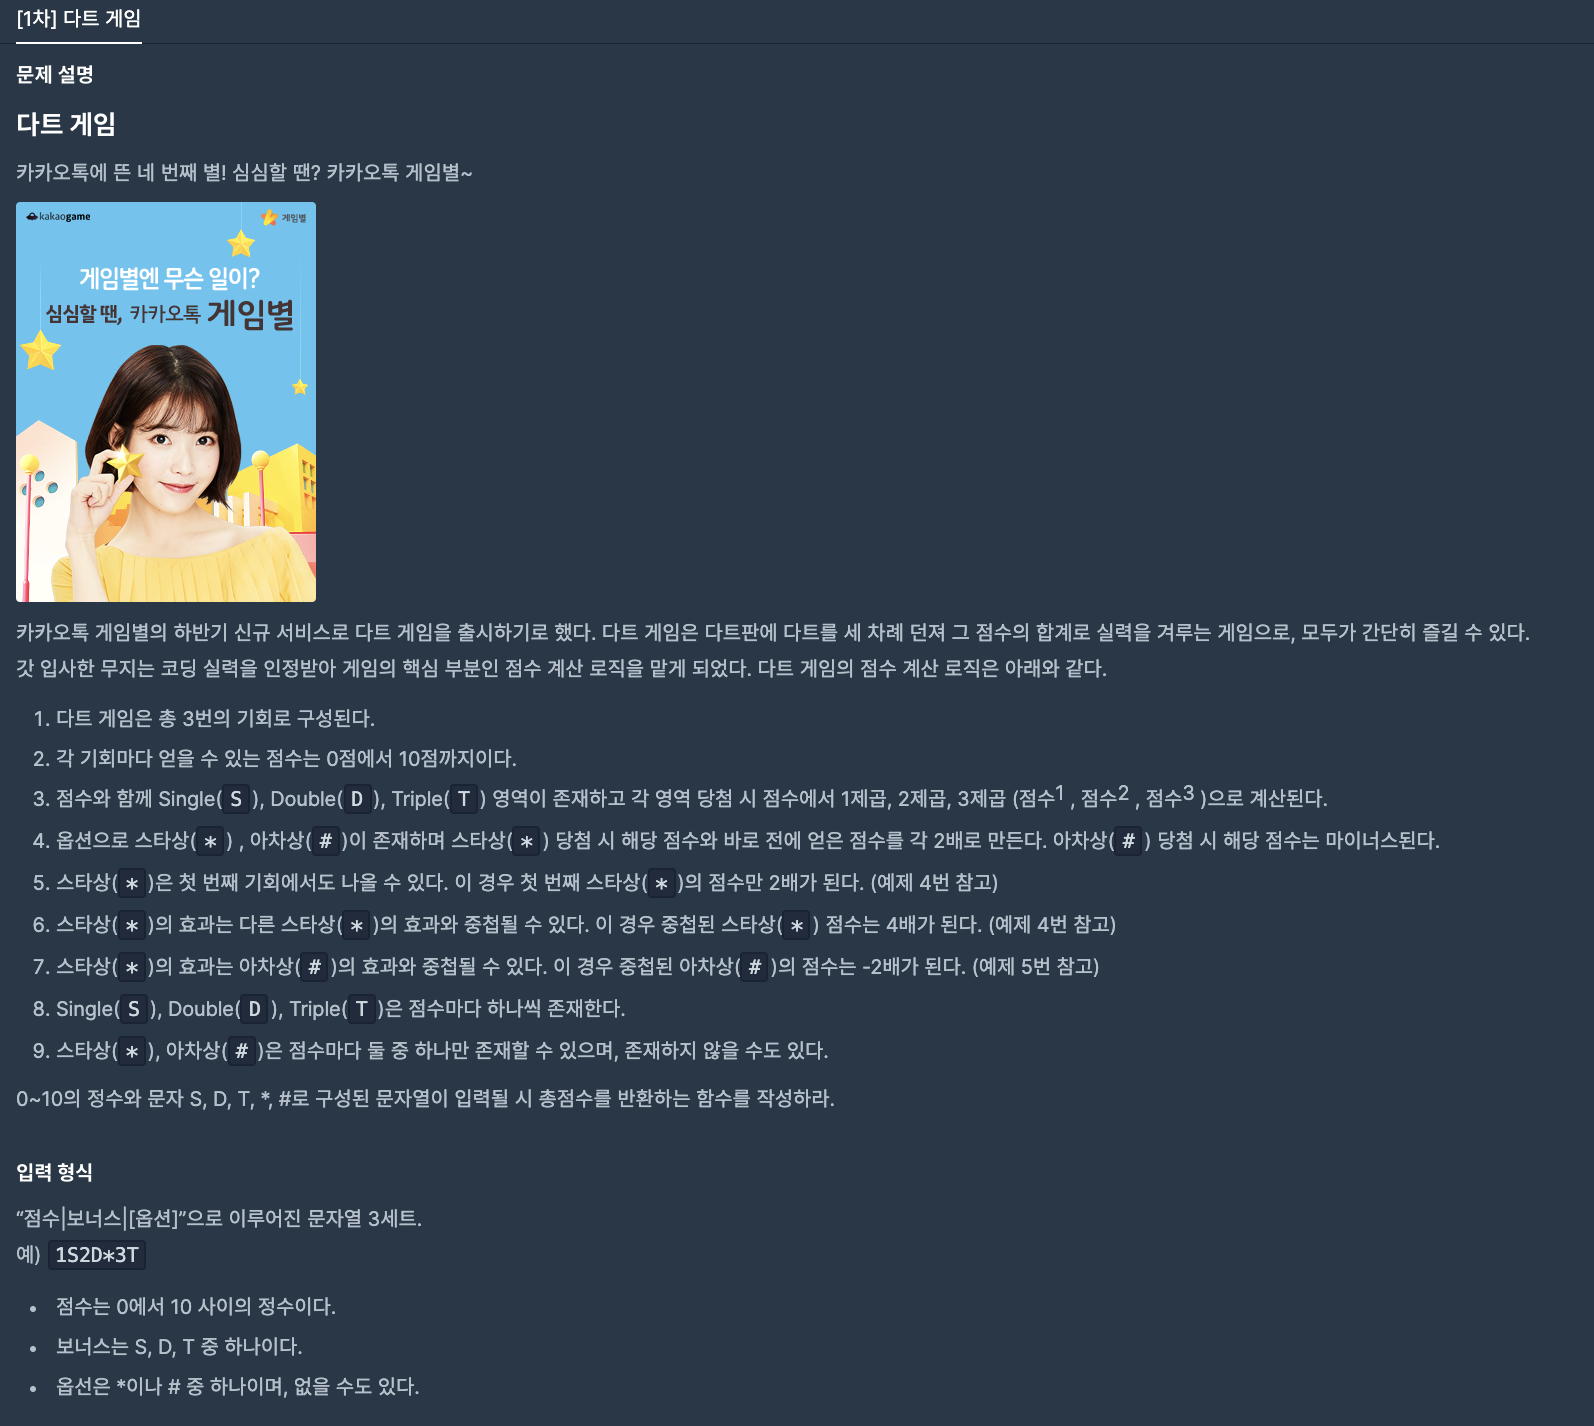 [1차] 다트 게임
문제 설명
다트 게임
카카오톡에 뜬 네 번째 별! 심심할 땐? 카카오톡 게임별~
kakaogame
게임별
게임별엔 무슨 일이?
심심할 땐, 카카오톡 게임별
카카오톡 게임별의 하반기 신규 서비스로 다트 게임을 출시하기로 했다. 다트 게임은 다트판에 다트를 세 차례 던져 그 점수의 합계로 실력을 겨루는 게임으로, 모두가 간단히 즐길 수 있다.
갓 입사한 무지는 코딩 실력을 인정받아 게임의 핵심 부분인 점수 계산 로직을 맡게 되었다. 다트 게임의 점수 계산 로직은 아래와 같다.
1. 다트 게임은 총 3번의 기회로 구성된다.
2. 각 기회마다 얻을 수 있는 점수는 0점에서 10점까지이다.
3. 점수와 함께 Single(S), Double(D), Triple(T) 영역이 존재하고 각 영역 당첨 시 점수에서 1제곱, 2제곱, 3제곱 (점수1 , 점수2 , 점수3 )으로 계산된다.
4. 옵션으로 스타상(*) , 아차상(#)이 존재하며 스타상(*) 당첨 시 해당 점수와 바로 전에 얻은 점수를 각 2배로 만든다. 아차상(#) 당첨 시 해당 점수는 마이너스된다.
5. 스타상(*)은 첫 번째 기회에서도 나올 수 있다. 이 경우 첫 번째 스타상(*)의 점수만 2배가 된다. (예제 4번 참고)
6. 스타상(*)의 효과는 다른 스타상(*)의 효과와 중첩될 수 있다. 이 경우 중첩된 스타상(*) 점수는 4배가 된다. (예제 4번 참고)
7. 스타상(*)의 효과는 아차상(#)의 효과와 중첩될 수 있다. 이 경우 중첩된 아차상(#)의 점수는 -2배가 된다. (예제 5번 참고)
8. Single(S), Double(D), Triple(T)은 점수마다 하나씩 존재한다.
9. 스타상(*), 아차상(#)은 점수마다 둘 중 하나만 존재할 수 있으며, 존재하지 않을 수도 있다.
0~10의 정수와 문자 S, D, T, *, #로 구성된 문자열이 입력될 시 총점수를 반환하는 함수를 작성하라.
입력 형식
“점수|보너스|[옵션]”으로 이루어진 문자열 3세트.
예) 1S2D*3T
• 점수는 0에서 10 사이의 정수이다.
• 보너스는 S, D, T 중 하나이다.
• 옵선은 *이나 # 중 하나이며, 없을 수도 있다.